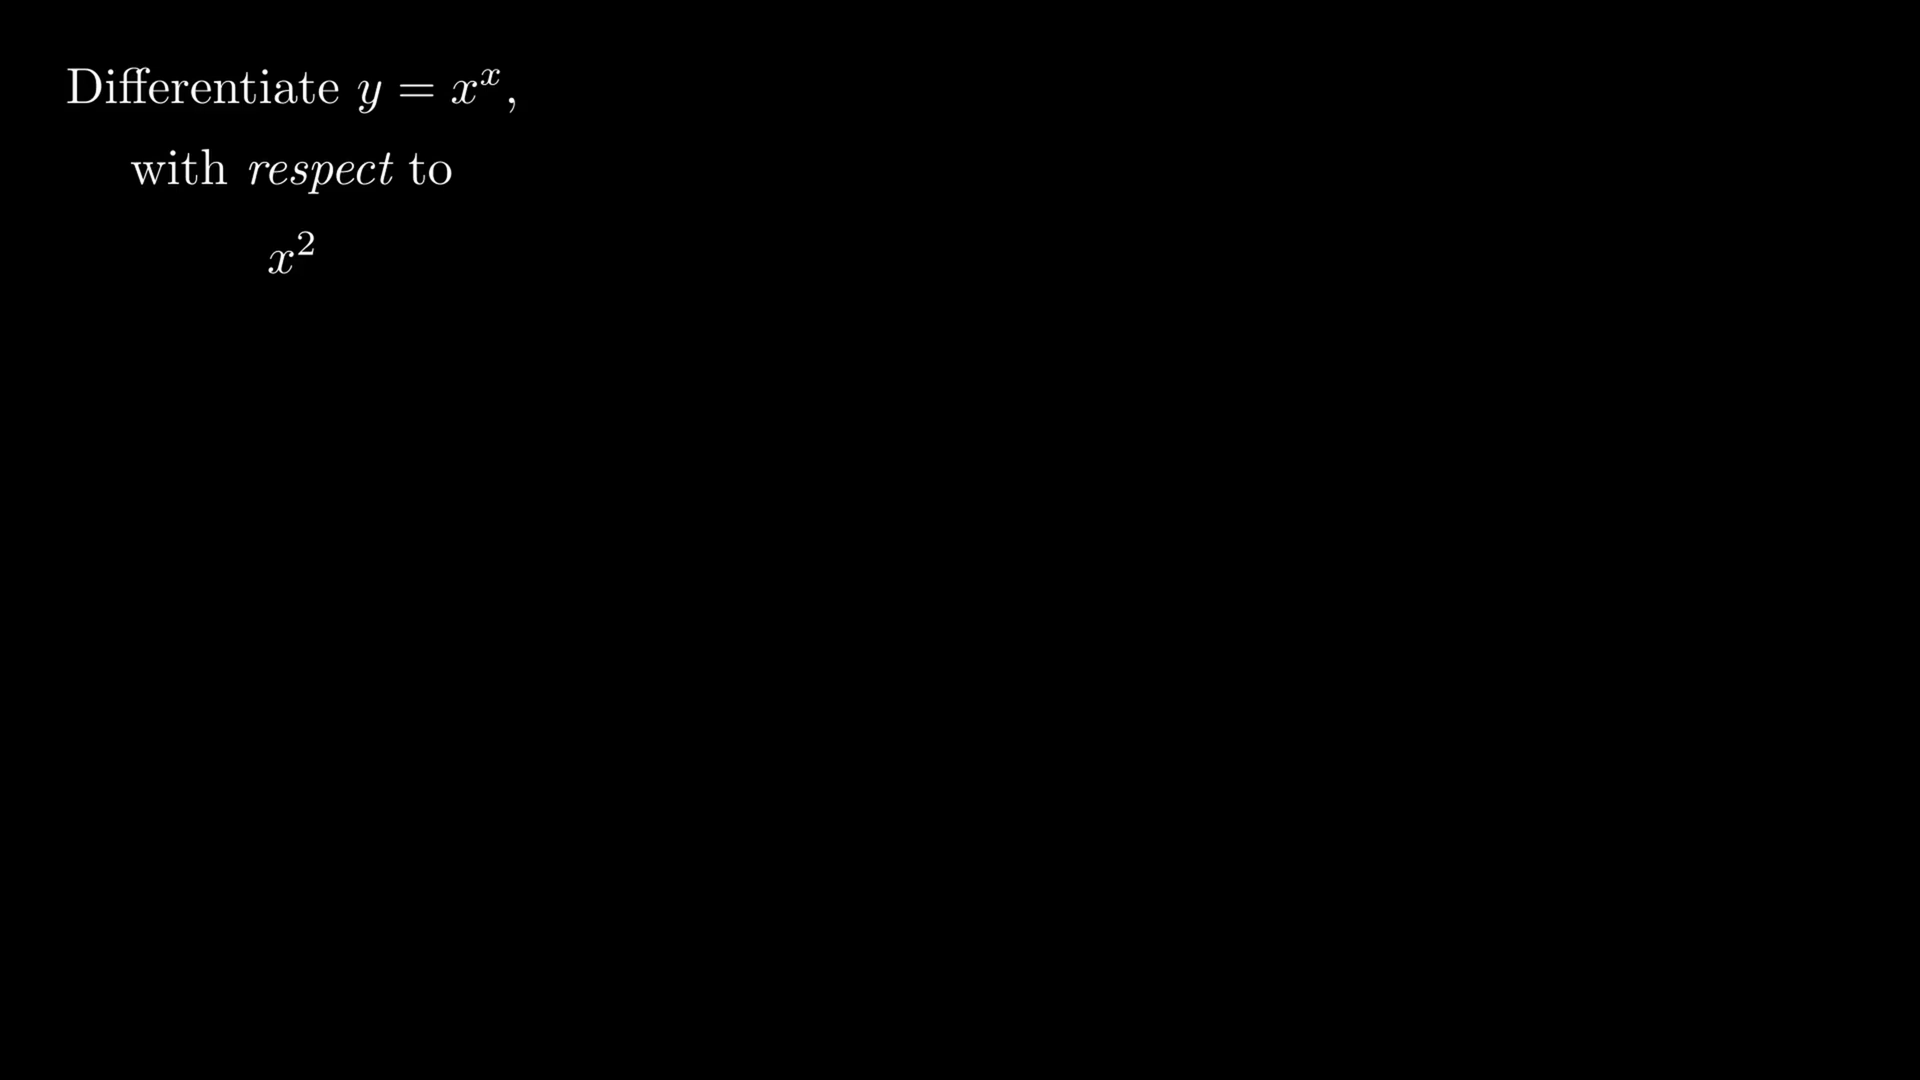 Differentiate $y = x^x$,
with respect to
$x^2$